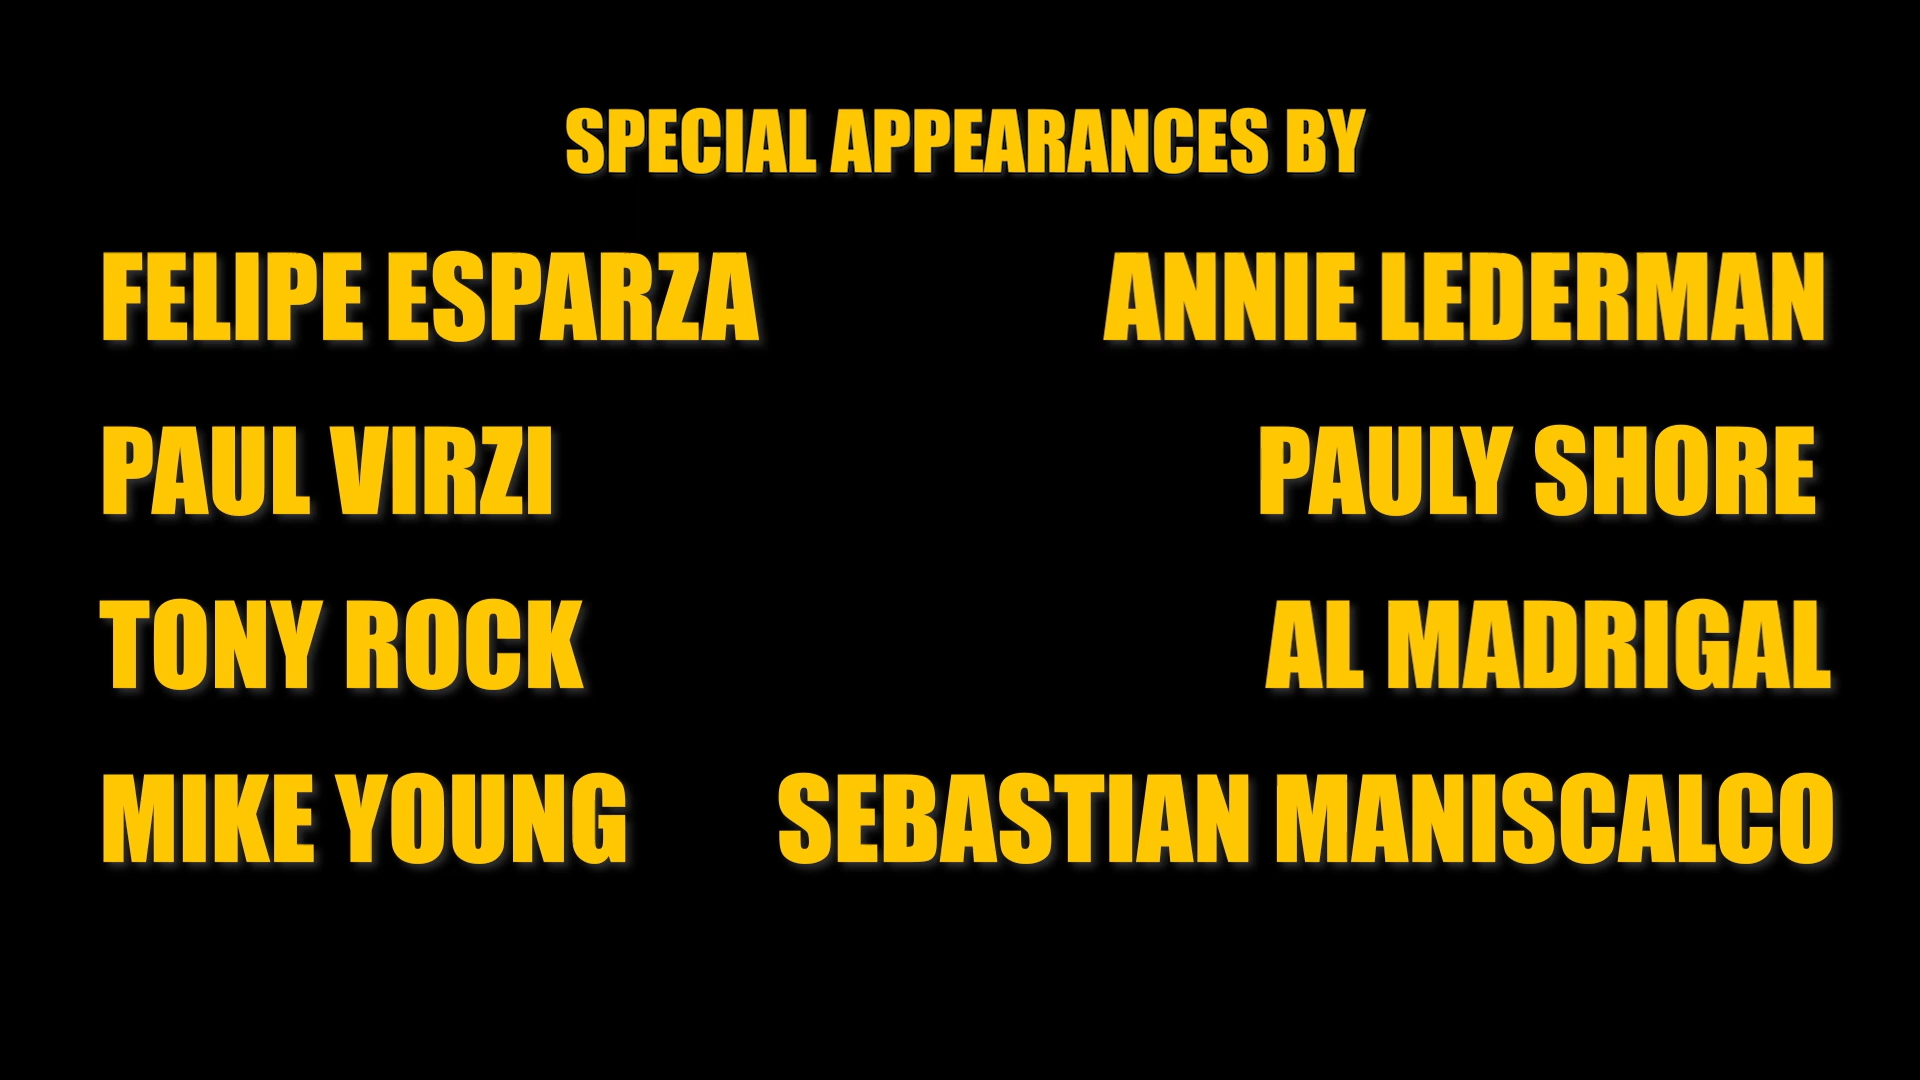 SPECIAL APPEARANCES BY
FELIPE ESPARZA ANNIE LEDERMAN
PAUL VIRZI PAULY SHORE
TONY ROCK AL MADRIGAL
MIKE YOUNG SEBASTIAN MANISCALCO